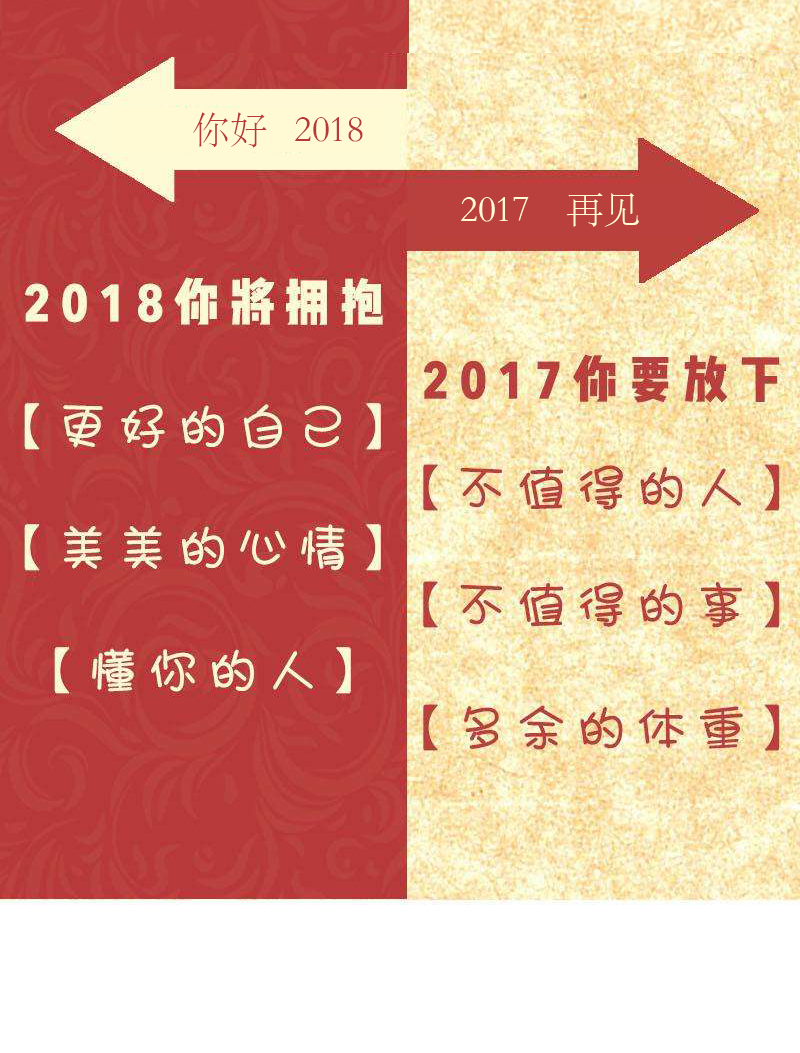 你好 2018
2017 再见
2018你將拥抱
【更好的自己】
【美美的心情】
【懂你的人】
2017你要放下
【不值得的人】
【不值得的事】
【多余的体重】